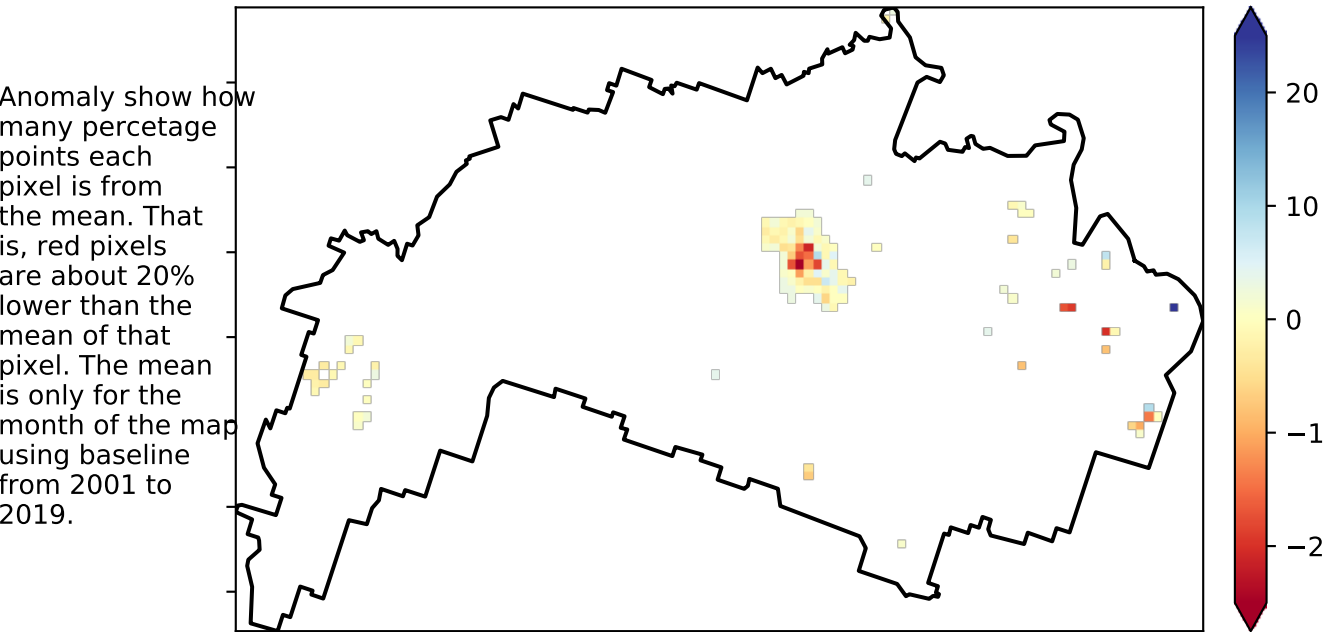 Anomaly show how
many percetage
points each
pixel is from
the mean. That
is, red pixels
are about 20%
lower than the
mean of that
pixel. The mean
is only for the
month of the map
using baseline
from 2001 to
2019.
20
10
0
−1
−2